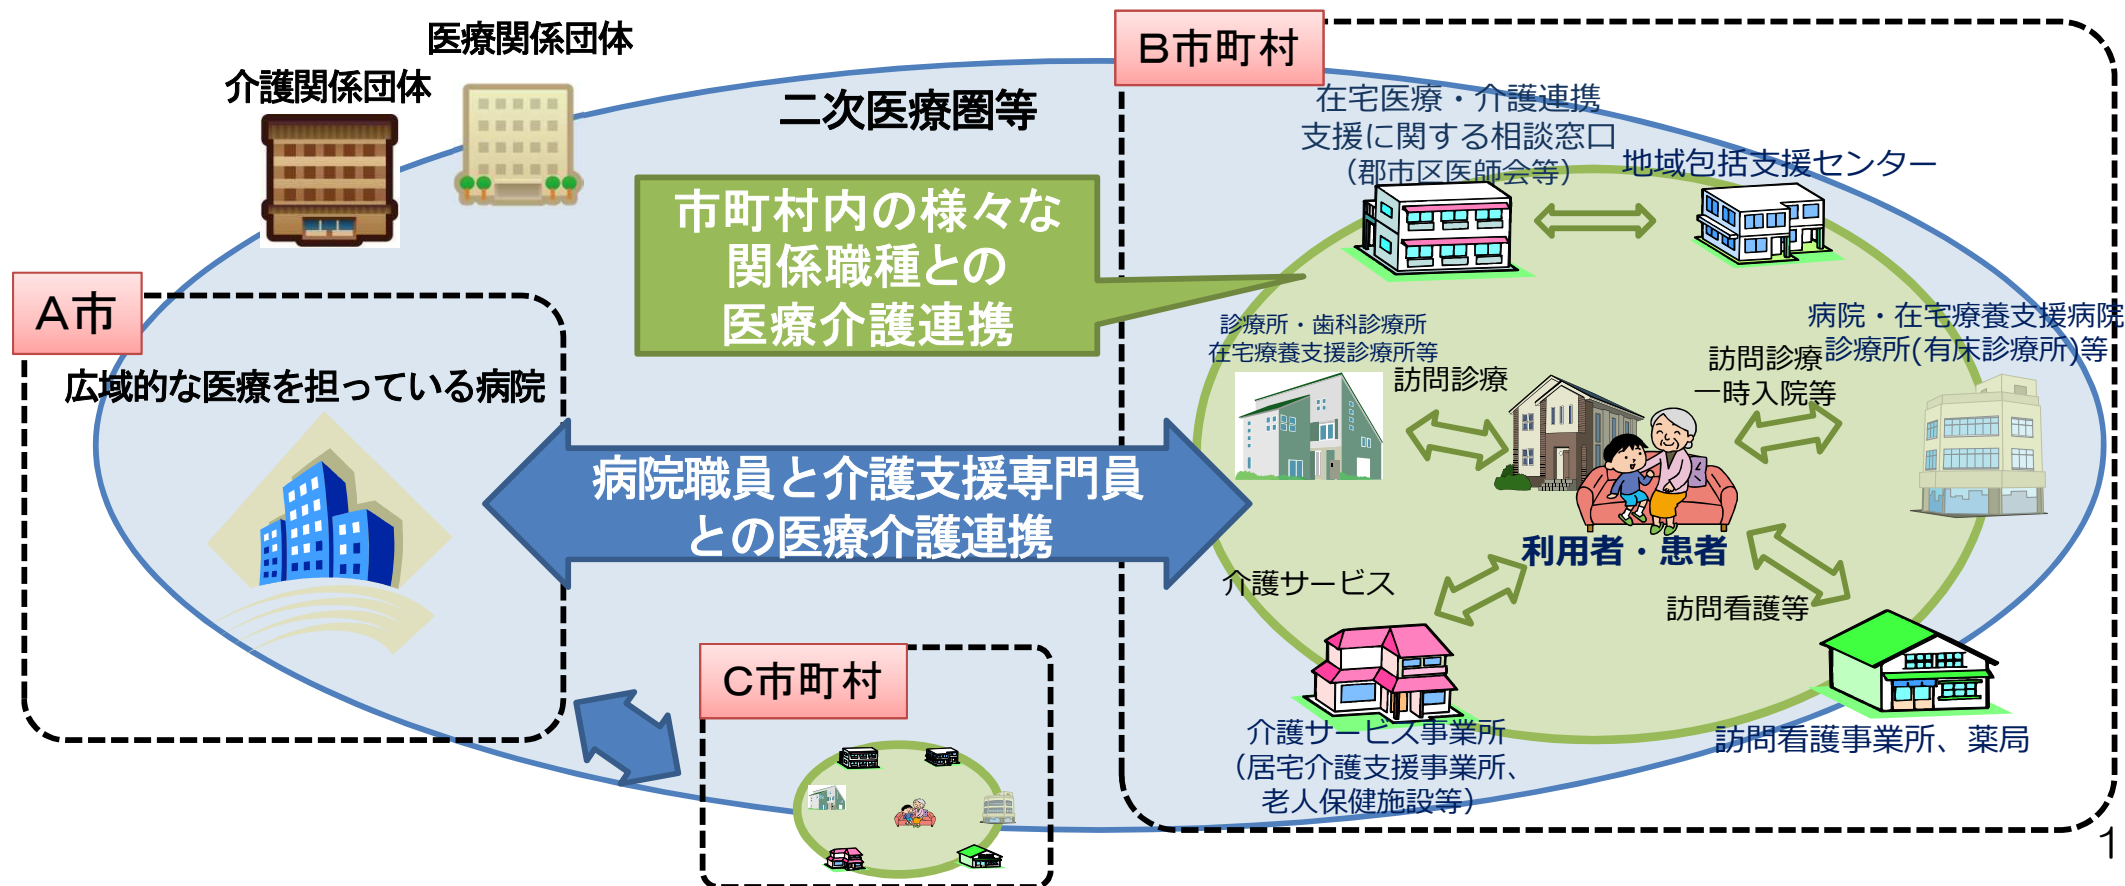 医療関係団体
介護関係団体
二次医療圏等
B市町村
在宅医療・介護連携
支援に関する相談窓口
（郡市区医師会等）
地域包括支援センター
市町村内の様々な
関係職種との
医療介護連携
A市
広域的な医療を担っている病院
診療所・歯科診療所
在宅療養支援診療所等
訪問診療
病院・在宅療養支援病院
診療所(有床診療所)等
訪問診療
一時入院等
病院職員と介護支援専門員
との医療介護連携
利用者・患者
介護サービス
訪問看護等
C市町村
介護サービス事業所
（居宅介護支援事業所、
老人保健施設等）
訪問看護事業所、薬局
1